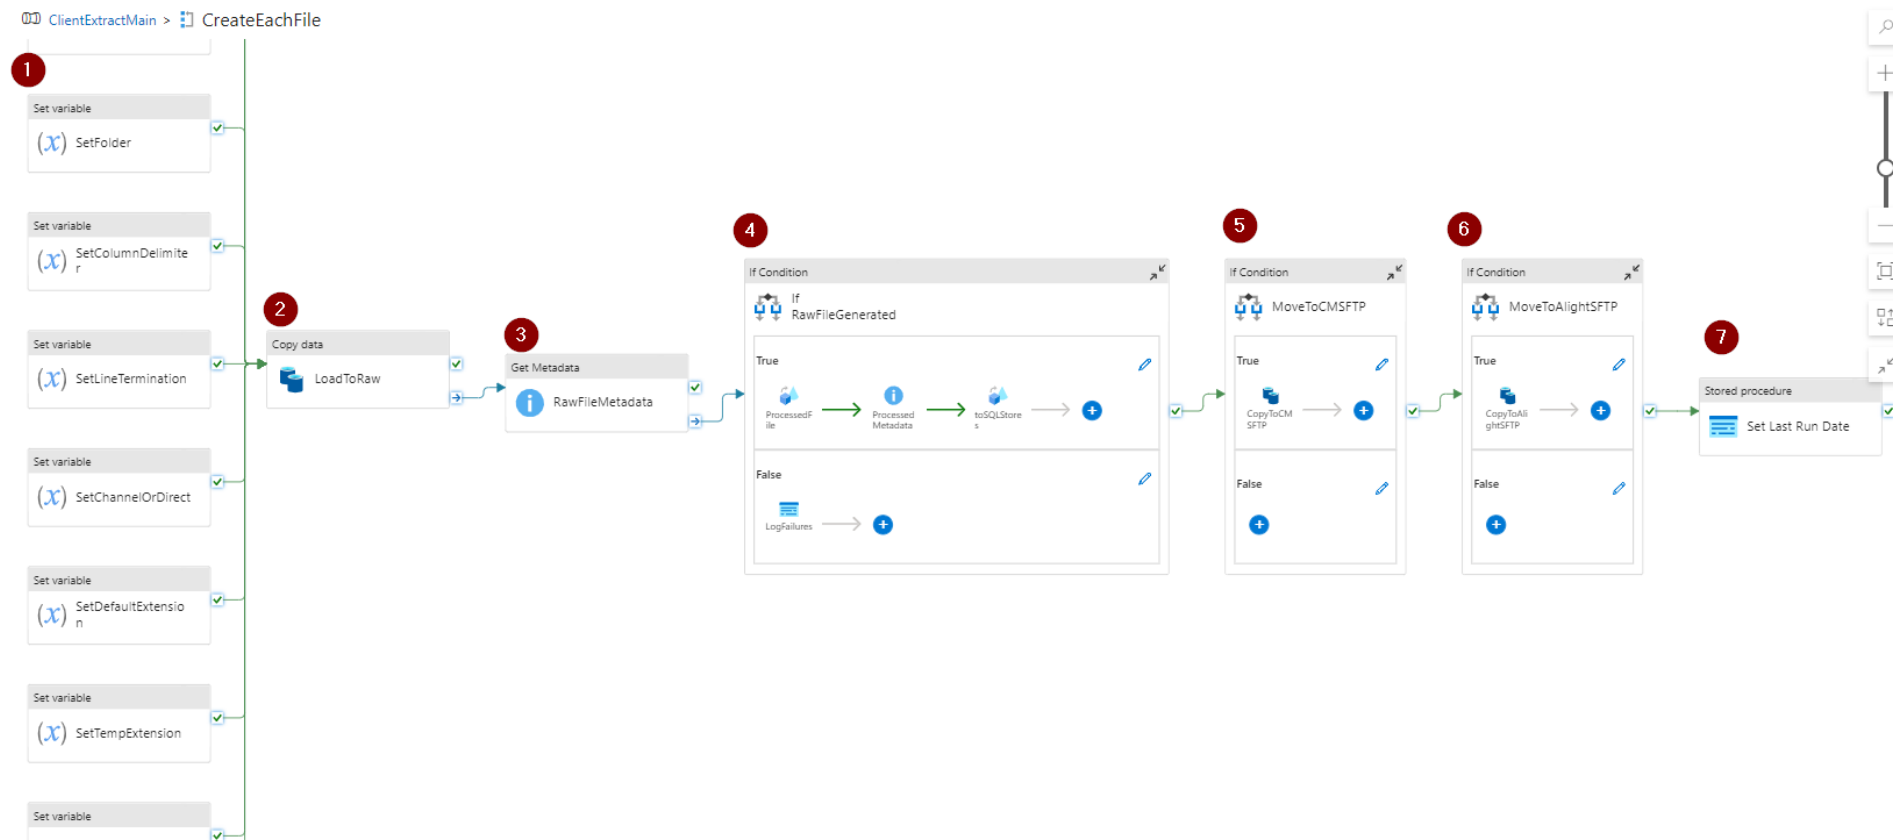 ClientExtractMain > CreateEachFile
1
Set variable
(x) SetFolder
Set variable
(x) SetColumnDelimite
r
Set variable
(x) SetLineTermination
Set variable
(x) SetChannelOrDirect
Set variable
(x) SetDefaultExtensio
n
Set variable
(x) SetTempExtension
Set variable
2
Copy data
LoadToRaw
3
Get Metadata
i RawFileMetadata
4
If Condition
If
RawFileGenerated
True
ProcessedF
ile
i
Processed
Metadata
toSQLStore
s
False
LogFailures
5
If Condition
MoveToCMSFTP
True
CopyToCM
SFTP
False
6
If Condition
MoveToAlightSFTP
True
CopyToAli
ghtSFTP
False
7
Stored procedure
Set Last Run Date